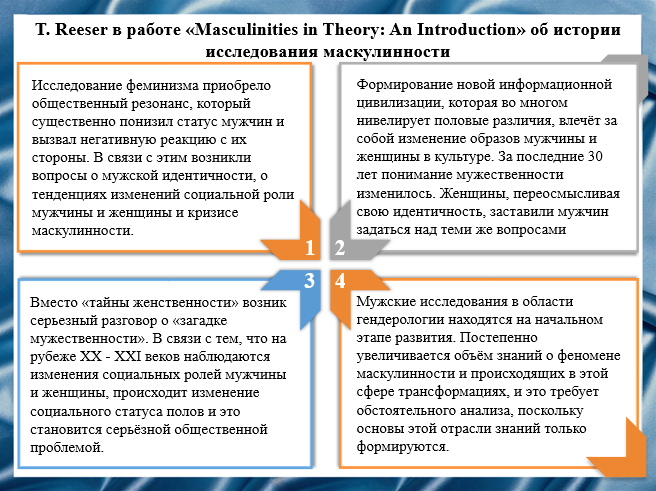 T. Reeser в работе «Masculinities in Theory: An Introduction» об истории
исследования маскулинности
Исследование феминизма приобрело
общественный резонанс, который
существенно понизил статус мужчин и
вызвал негативную реакцию с их
стороны. В связи с этим возникли
вопросы о мужской идентичности, о
тенденциях изменений социальной роли
мужчины и женщины и кризисе
маскулинности.
1
Формирование новой информационной
цивилизации, которая во многом
нивелирует половые различия, влечёт за
собой изменение образов мужчины и
женщины в культуре. За последние 30
лет понимание мужественности
изменилось. Женщины, переосмысливая
свою идентичность, заставили мужчин
задаться над теми же вопросами
2
3
Вместо «тайны женственности» возник
серьезный разговор о «загадке
мужественности». В связи с тем, что на
рубеже XX - XXI веков наблюдаются
изменения социальных ролей мужчины
и женщины, происходит изменение
социального статуса полов и это
становится серьёзной общественной
проблемой.
4
Мужские исследования в области
гендерологии находятся на начальном
этапе развития. Постепенно
увеличивается объём знаний о феномене
маскулинности и происходящих в этой
сфере трансформациях, и это требует
обстоятельного анализа, поскольку
основы этой отрасли знаний только
формируются.